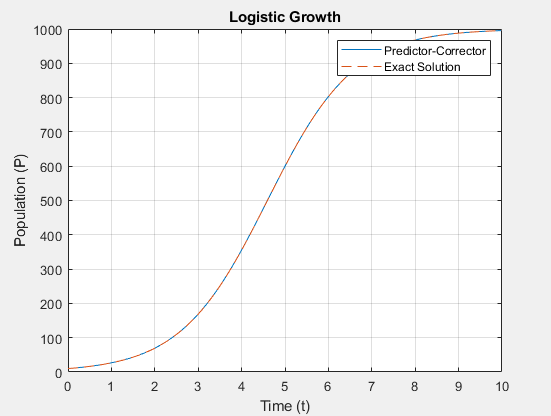 Logistic Growth
1000
900
800
700
600
500
400
300
200
100
0
Population (P)
Predictor-Corrector
Exact Solution
0 1 2 3 4 5 6 7 8 9 10
Time (t)